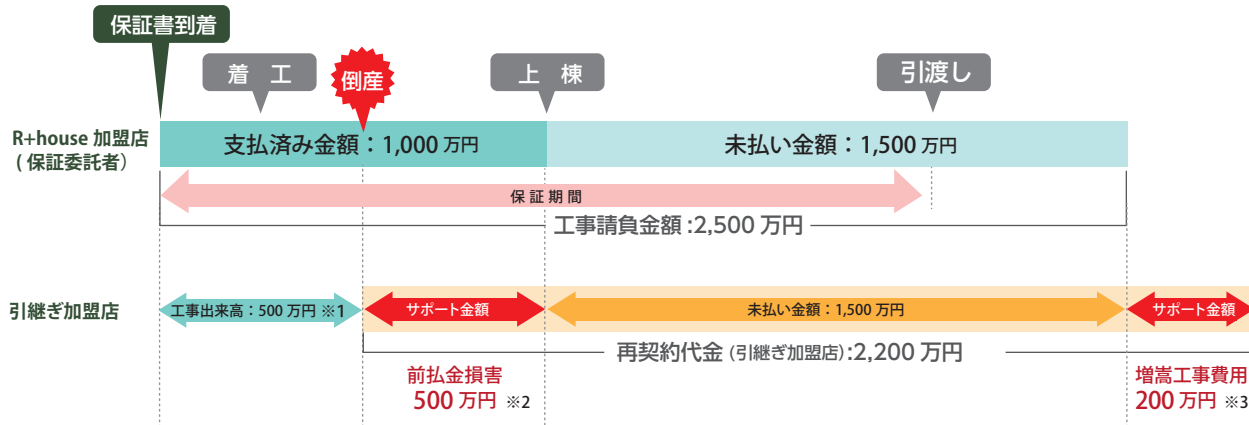 保証書到着
着 工
倒産
上 棟
引渡し
R+house 加盟店
( 保証委託者)
支払済み金額:1,000 万円
未払い金額:1,500 万円
保 証 期 間
工事請負金額 :2,500 万円
引継ぎ加盟店
工事出来高:500 万円 ※1
サポート金額
未払い金額:1,500 万円
サポート金額
再契約代金 (引継ぎ加盟店) :2,200 万円
前払金損害
500 万円 ※2
増嵩工事費用
200 万円 ※3